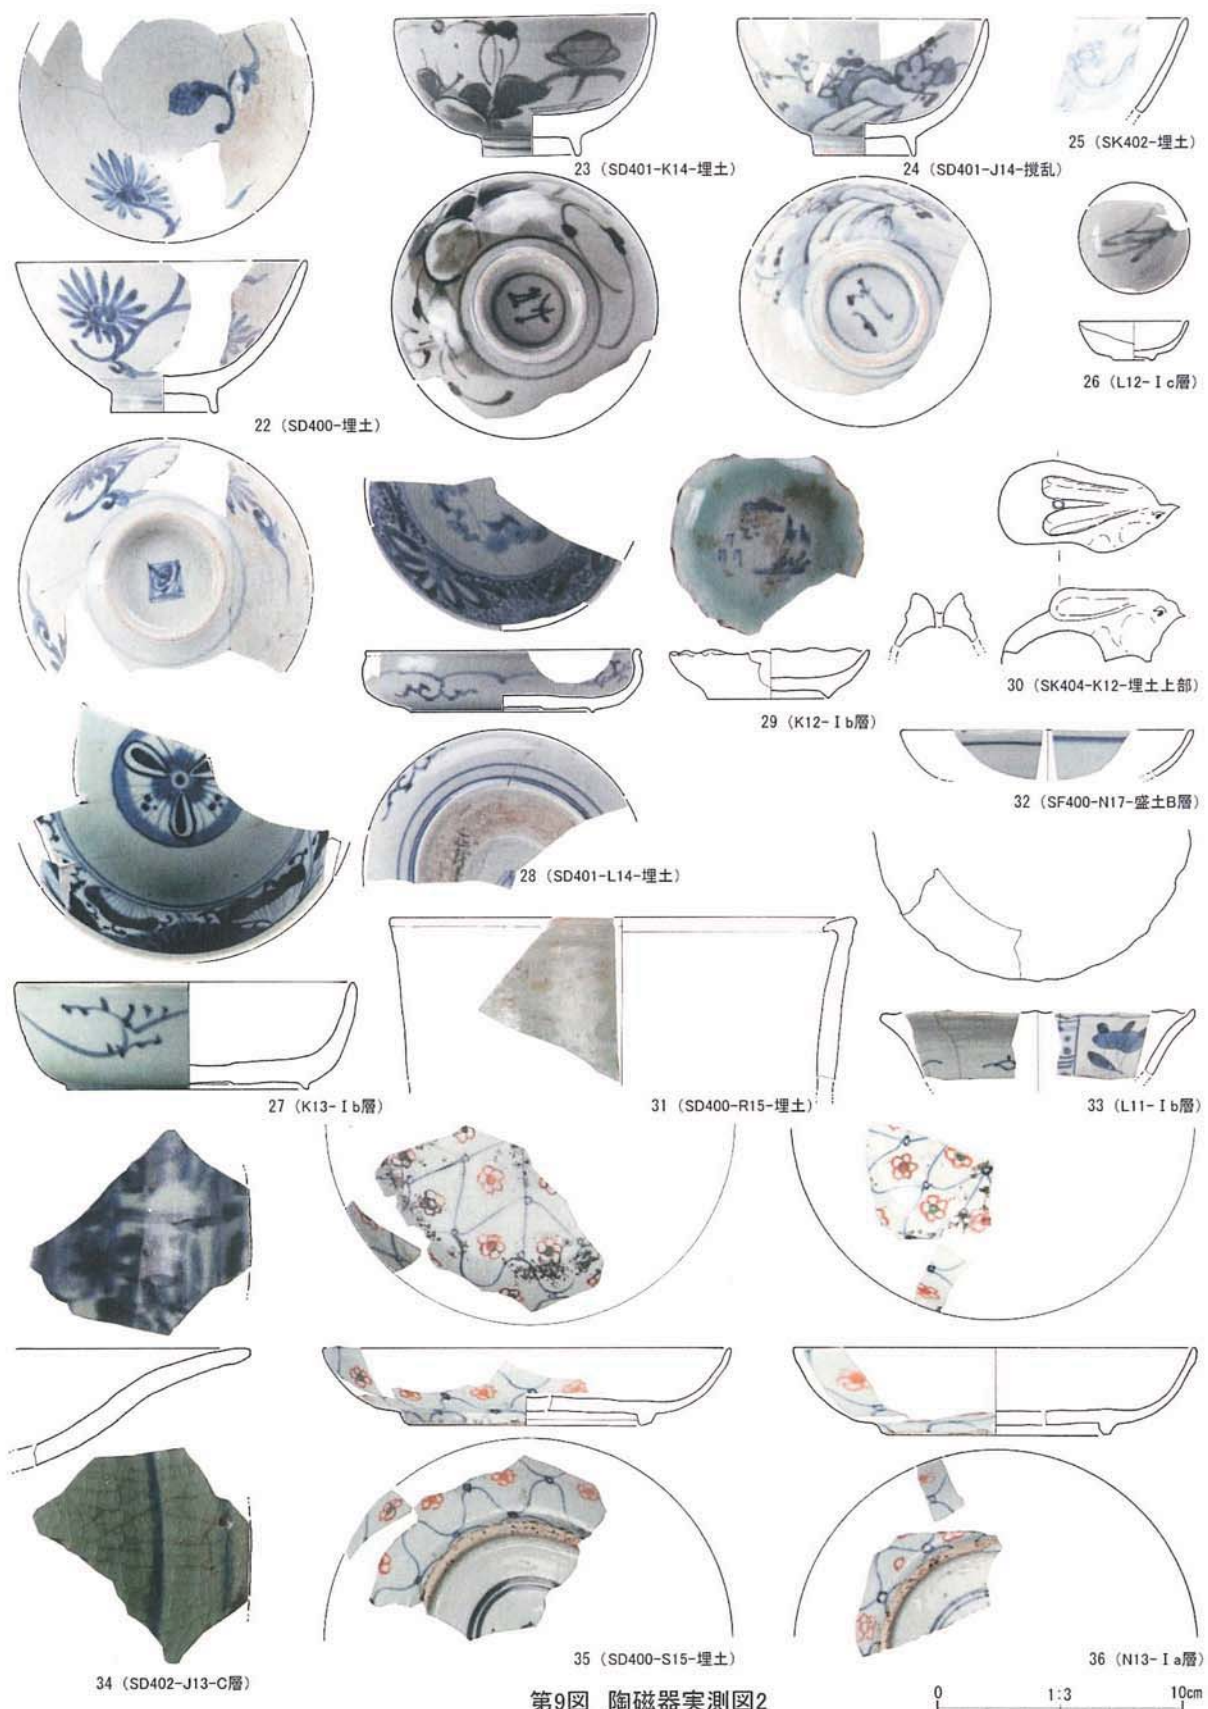 23（SD401-K14-埋土）
24（SD401-J14-撹乱）
25（SK402-埋土）
26（L12-Ⅰc層）
22（SD400-埋土）
29（K12-Ⅰb層）
30（SK404-K12-埋土上部）
32（SF400-N17-盛土B層）
28（SD401-L14-埋土）
27（K13-Ⅰb層）
31（SD400-R15-埋土）
33（L11-Ⅰb層）
34（SD402-J13-C層）
35（SD400-S15-埋土）
36（N13-Ⅰa層）
第9図 陶磁器実測図2
0 1:3 10cm